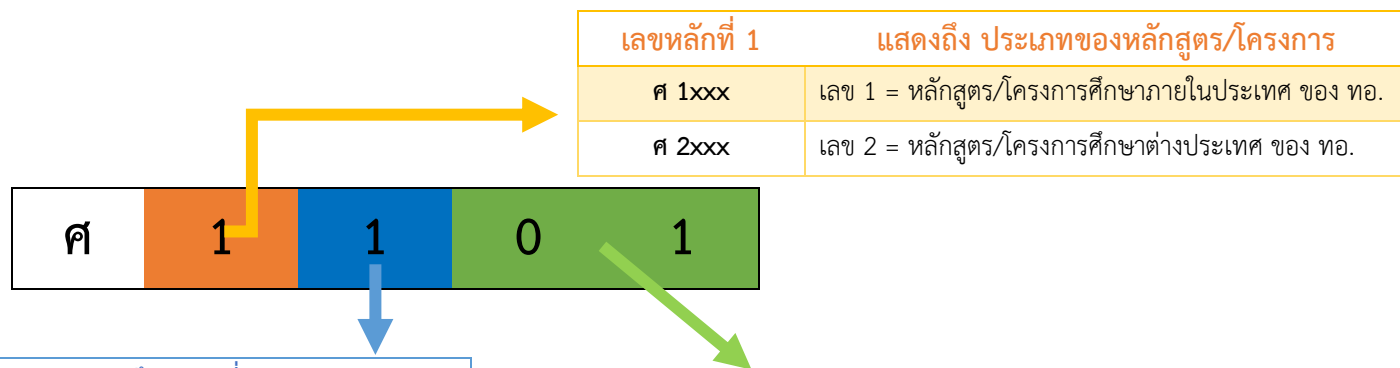 เลขหลักที่ 1 แสดงถึง ประเภทของหลักสูตร/โครงการ
ศ 1xxx เลข 1 = หลักสูตร/โครงการศึกษาภายในประเทศ ของ ทอ.
ศ 2xxx เลข 2 = หลักสูตร/โครงการศึกษาต่างประเทศ ของ ทอ.
ศ 1 1 0 1